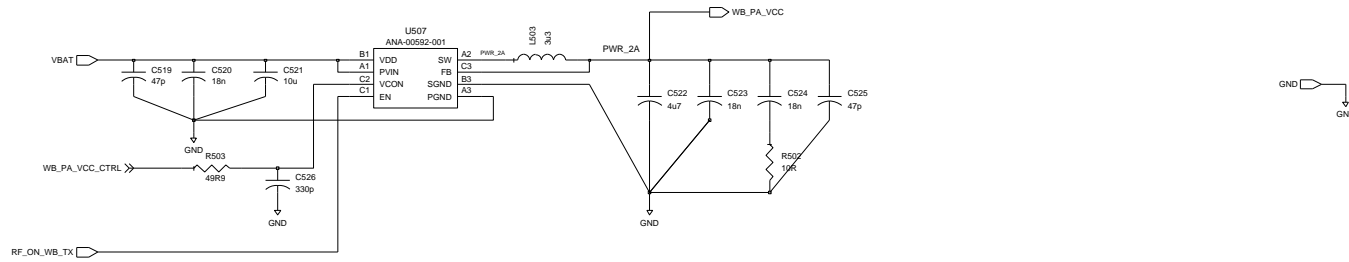 WB_PA_VCC
U507
ANA-00592-001
L503
3u3
PWR_2A
PWR_2A
VBAT
B1 VDD SW A2
A1 PVIN FB C3
C2 VCON SGND B3
C1 EN PGND A3
C519
47p
C520
18n
C521
10u
C522
4u7
C523
18n
C524
18n
C525
47p
GND
GN
GND
WB_PA_VCC_CTRL
R503
49R9
C526
330p
R502
10R
GND
GND
RF_ON_WB_TX